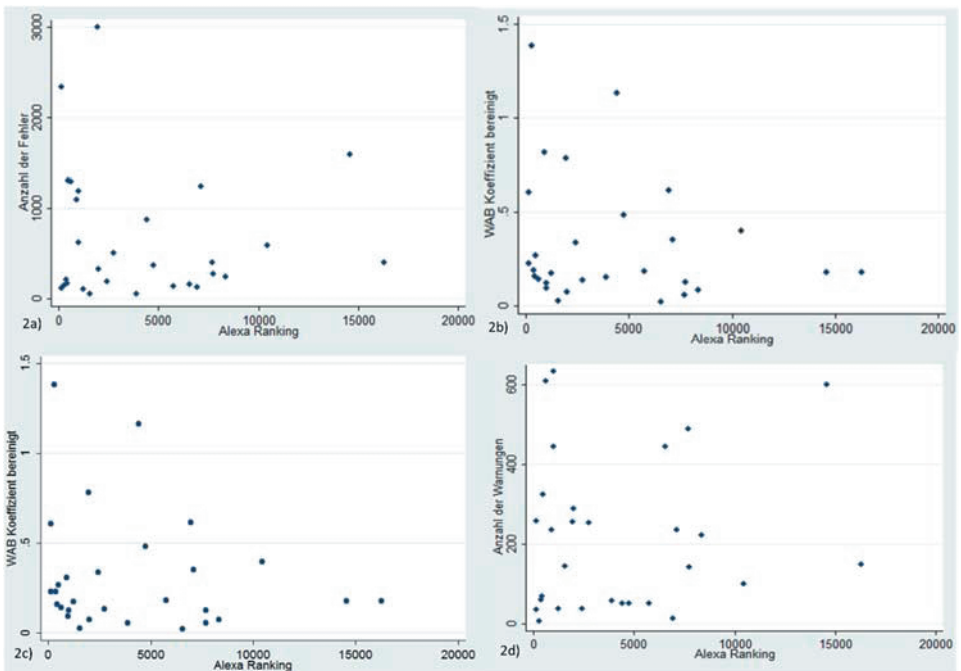 3000
2000
1000
0
Anzahl der Fehler
0 5000 10000 15000 20000
Alexa Ranking
2a)
1.5
1
.5
0
WAB Koeffizient bereinigt
0 5000 10000 15000 20000
Alexa Ranking
2b)
1.5
1
.5
0
WAB Koeffizient bereinigt
0 5000 10000 15000 20000
Alexa Ranking
2c)
600
400
200
0
Anzahl der Warnungen
0 5000 10000 15000 20000
Alexa Ranking
2d)